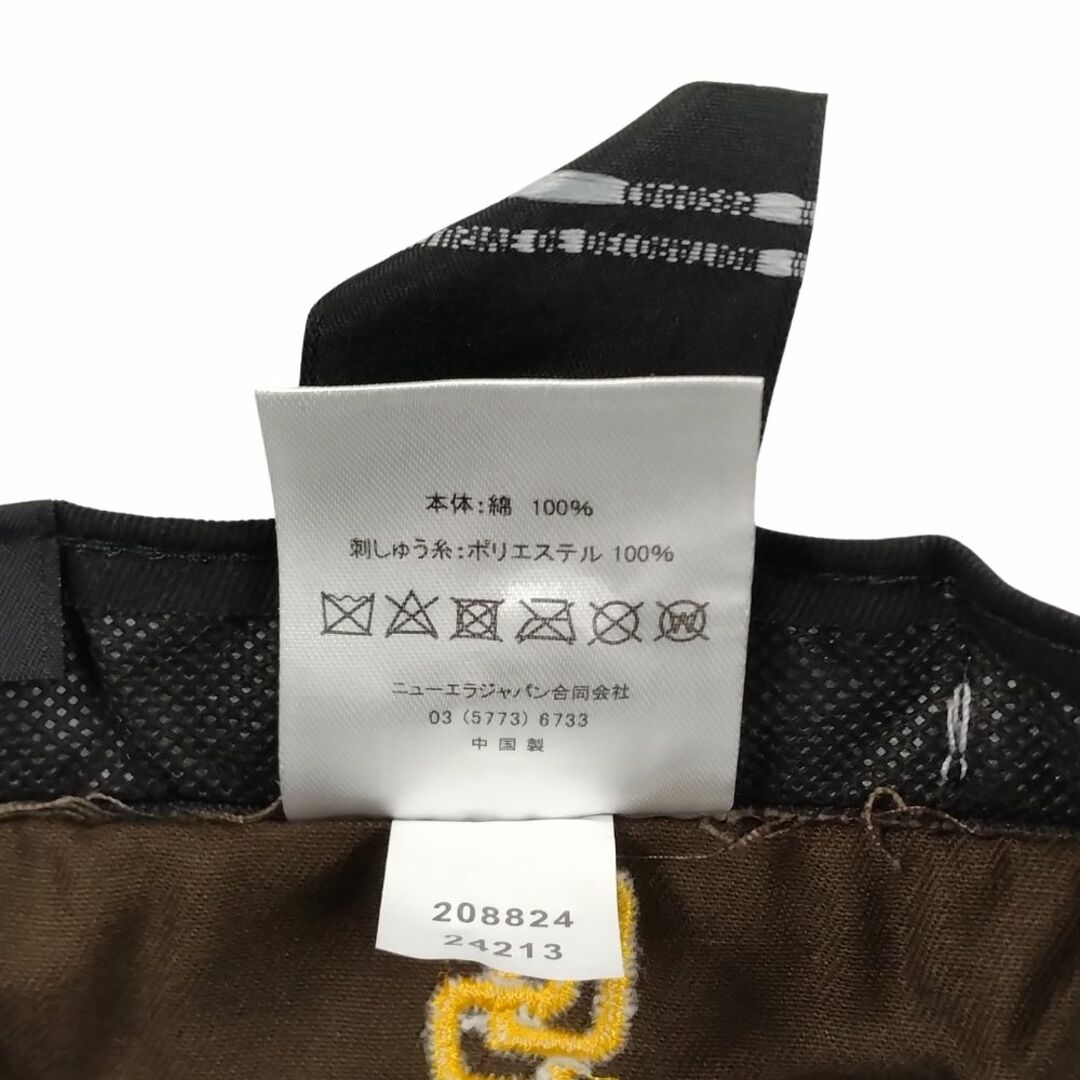 本体:綿 100%
刺しゅう糸:ポリエステル 100%
ニューエラジャパン合同会社
03 (5773) 6733
中国製
208824
24213